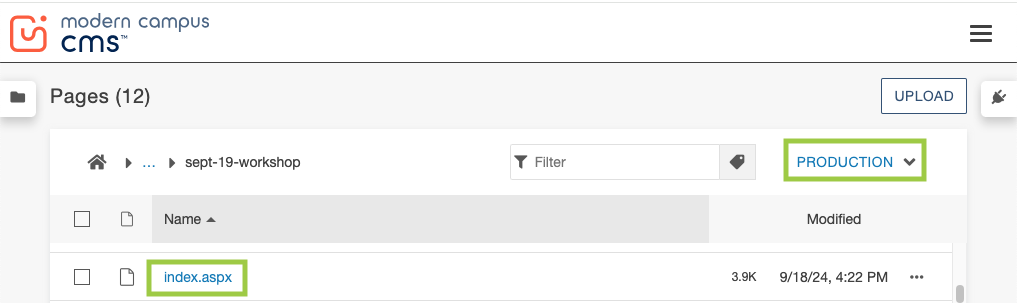 modern campus
cms™
Pages (12)
UPLOAD
... sept-19-workshop Filter PRODUCTION
Name Modified
index.aspx 3.9K 9/18/24, 4:22 PM